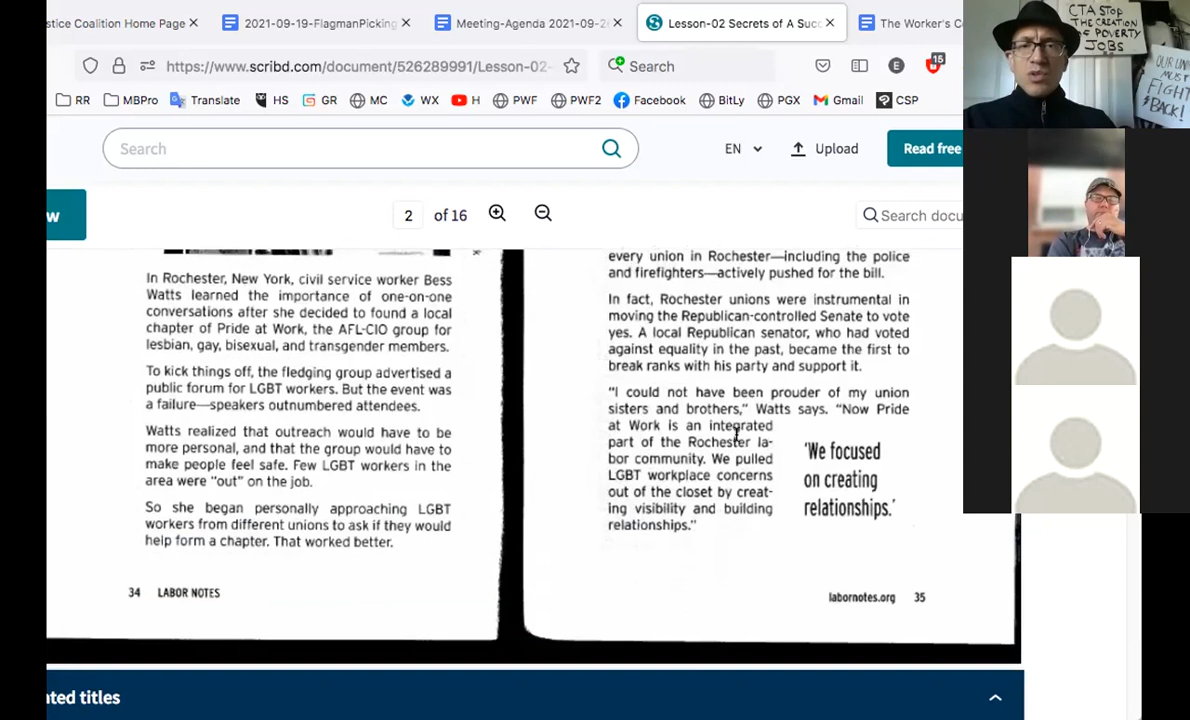 stice Coalition Home Page
2021-09-19-FlagmanPicking
Meeting-Agenda 2021-09-2
Lesson-02 Secrets of A Succ
The Worker's Co
https://www.scribd.com/document/526289991/Lesson-02-
Search
E
15
RR
MBPro
Translate
HS
GR
MC
WX
H
PWF
PWF2
Facebook
BitLy
PGX
Gmail
CSP
Search
EN
Upload
Read free
w
2 of 16
Search docu
In Rochester, New York, civil service worker Bess
Watts learned the importance of one-on-one
conversations after she decided to found a local
chapter of Pride at Work, the AFL-CIO group for
lesbian, gay, bisexual, and transgender members.
To kick things off, the fledging group advertised a
public forum for LGBT workers. But the event was
a failure—speakers outnumbered attendees.
Watts realized that outreach would have to be
more personal, and that the group would have to
make people feel safe. Few LGBT workers in the
area were "out" on the job.
So she began personally approaching LGBT
workers from different unions to ask if they would
help form a chapter. That worked better.
34 LABOR NOTES
every union in Rochester—including the police
and firefighters—actively pushed for the bill.
In fact, Rochester unions were instrumental in
moving the Republican-controlled Senate to vote
yes. A local Republican senator, who had voted
against equality in the past, became the first to
break ranks with his party and support it.
"I could not have been prouder of my union
sisters and brothers," Watts says. "Now Pride
at Work is an integrated
part of the Rochester la-
bor community. We pulled
LGBT workplace concerns
out of the closet by creat-
ing visibility and building
relationships."
'We focused
on creating
relationships.'
labornotes.org 35
ated titles
CTA STOP
THE CREATION
OF POVERTY
JOBS
OUR UNI
MUST
FIGHT
BACK!